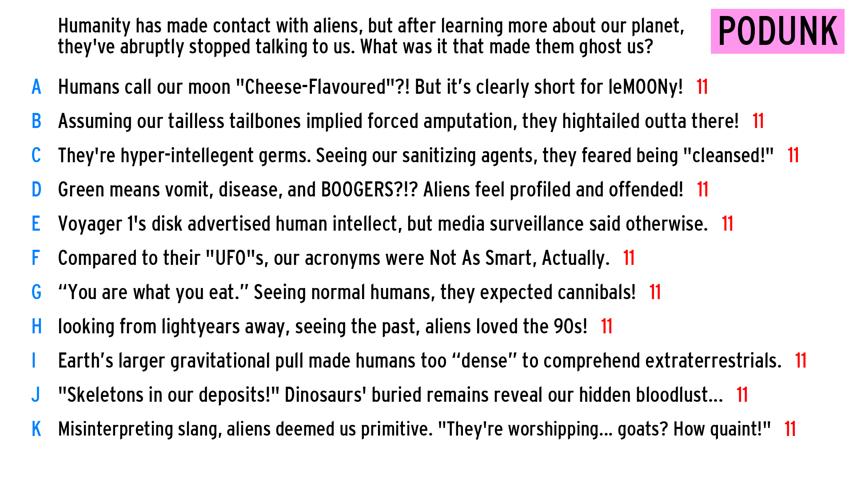 Humanity has made contact with aliens, but after learning more about our planet,
they've abruptly stopped talking to us. What was it that made them ghost us?
PODUNK
A Humans call our moon "Cheese-Flavoured"?! But it’s clearly short for leMOONy! 11
B Assuming our tailless tailbones implied forced amputation, they hightailed outta there! 11
C They're hyper-intellegent germs. Seeing our sanitizing agents, they feared being "cleansed!" 11
D Green means vomit, disease, and BOOGERS?!? Aliens feel profiled and offended! 11
E Voyager 1's disk advertised human intellect, but media surveillance said otherwise. 11
F Compared to their "UFO"s, our acronyms were Not As Smart, Actually. 11
G “You are what you eat.” Seeing normal humans, they expected cannibals! 11
H looking from lightyears away, seeing the past, aliens loved the 90s! 11
I Earth’s larger gravitational pull made humans too “dense” to comprehend extraterrestrials. 11
J "Skeletons in our deposits!" Dinosaurs' buried remains reveal our hidden bloodlust... 11
K Misinterpreting slang, aliens deemed us primitive. "They're worshipping... goats? How quaint!" 11